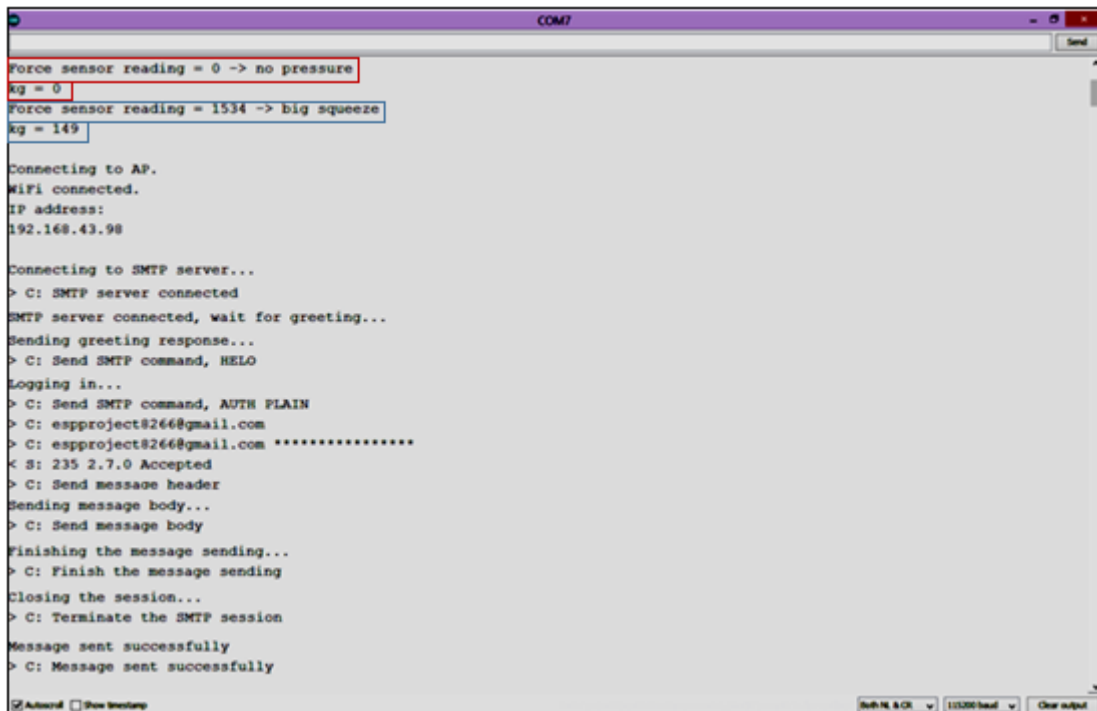 COM7
Send
Force sensor reading = 0 -> no pressure
kg = 0
Force sensor reading = 1534 -> big squeeze
kg = 149
Connecting to AP.
WiFi connected.
IP address:
192.168.43.98
Connecting to SMTP server...
> C: SMTP server connected
SMTP server connected, wait for greeting...
Sending greeting response...
> C: Send SMTP command, HELO
Logging in...
> C: Send SMTP command, AUTH PLAIN
> C: espproject8266@gmail.com
> C: espproject8266@gmail.com ****************
< S: 235 2.7.0 Accepted
> C: Send message header
Sending message body...
> C: Send message body
Finishing the message sending...
> C: Finish the message sending
Closing the session...
> C: Terminate the SMTP session
Message sent successfully
> C: Message sent successfully
Autoscroll Show timestamp Both NL & CR 115200 baud Clear output